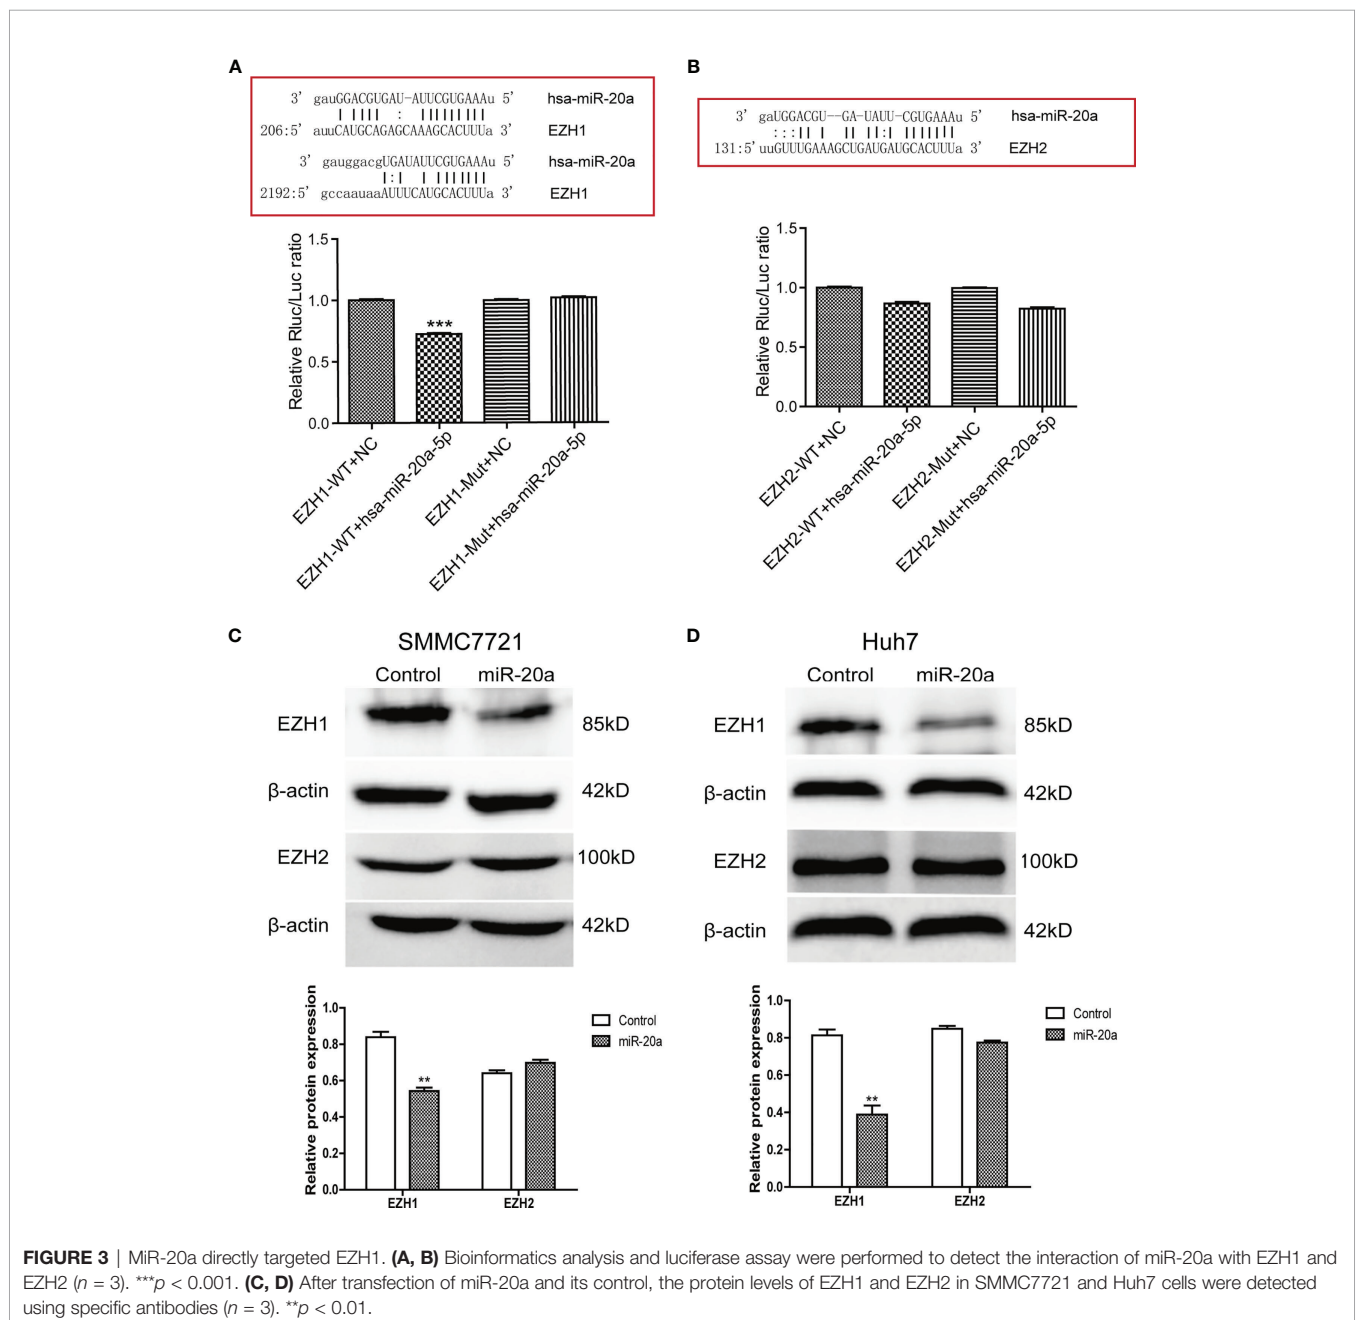 A
3' gauGGACGUGAU-AUUCGUGAAAu 5' hsa-miR-20a
206:5' auuCAUGCAGAGCAAAGCACUUUa 3' EZH1
3' gauggacgUGAUAUUCGUGAAAu 5' hsa-miR-20a
2192:5' gccaauaaAUUUCAUGCACUUUa 3' EZH1
Relative Rluc/Luc ratio
1.5
1.0
0.5
0.0
***
EZH1-WT+NC
EZH1-WT+hsa-miR-20a-5p
EZH1-Mut+NC
EZH1-Mut+hsa-miR-20a-5p
B
3' gaUGGACGU--GA-UAUU-CGUGAAAu 5' hsa-miR-20a
131:5' uuGUUUGAAAGCUGAUGAUGCACUUUa 3' EZH2
Relative Rluc/Luc ratio
1.5
1.0
0.5
0.0
EZH2-WT+NC
EZH2-WT+hsa-miR-20a-5p
EZH2-Mut+NC
EZH2-Mut+hsa-miR-20a-5p
C
SMMC7721
Control miR-20a
EZH1 85kD
β-actin 42kD
EZH2 100kD
β-actin 42kD
Relative protein expression
1.0
0.8
0.6
0.4
0.2
0.0
**
EZH1 EZH2
Control
miR-20a
D
Huh7
Control miR-20a
EZH1 85kD
β-actin 42kD
EZH2 100kD
β-actin 42kD
Relative protein expression
1.0
0.8
0.6
0.4
0.2
0.0
**
EZH1 EZH2
Control
miR-20a
FIGURE 3 | MiR-20a directly targeted EZH1. (A, B) Bioinformatics analysis and luciferase assay were performed to detect the interaction of miR-20a with EZH1 and
EZH2 (n = 3). ***p < 0.001. (C, D) After transfection of miR-20a and its control, the protein levels of EZH1 and EZH2 in SMMC7721 and Huh7 cells were detected
using specific antibodies (n = 3). **p < 0.01.